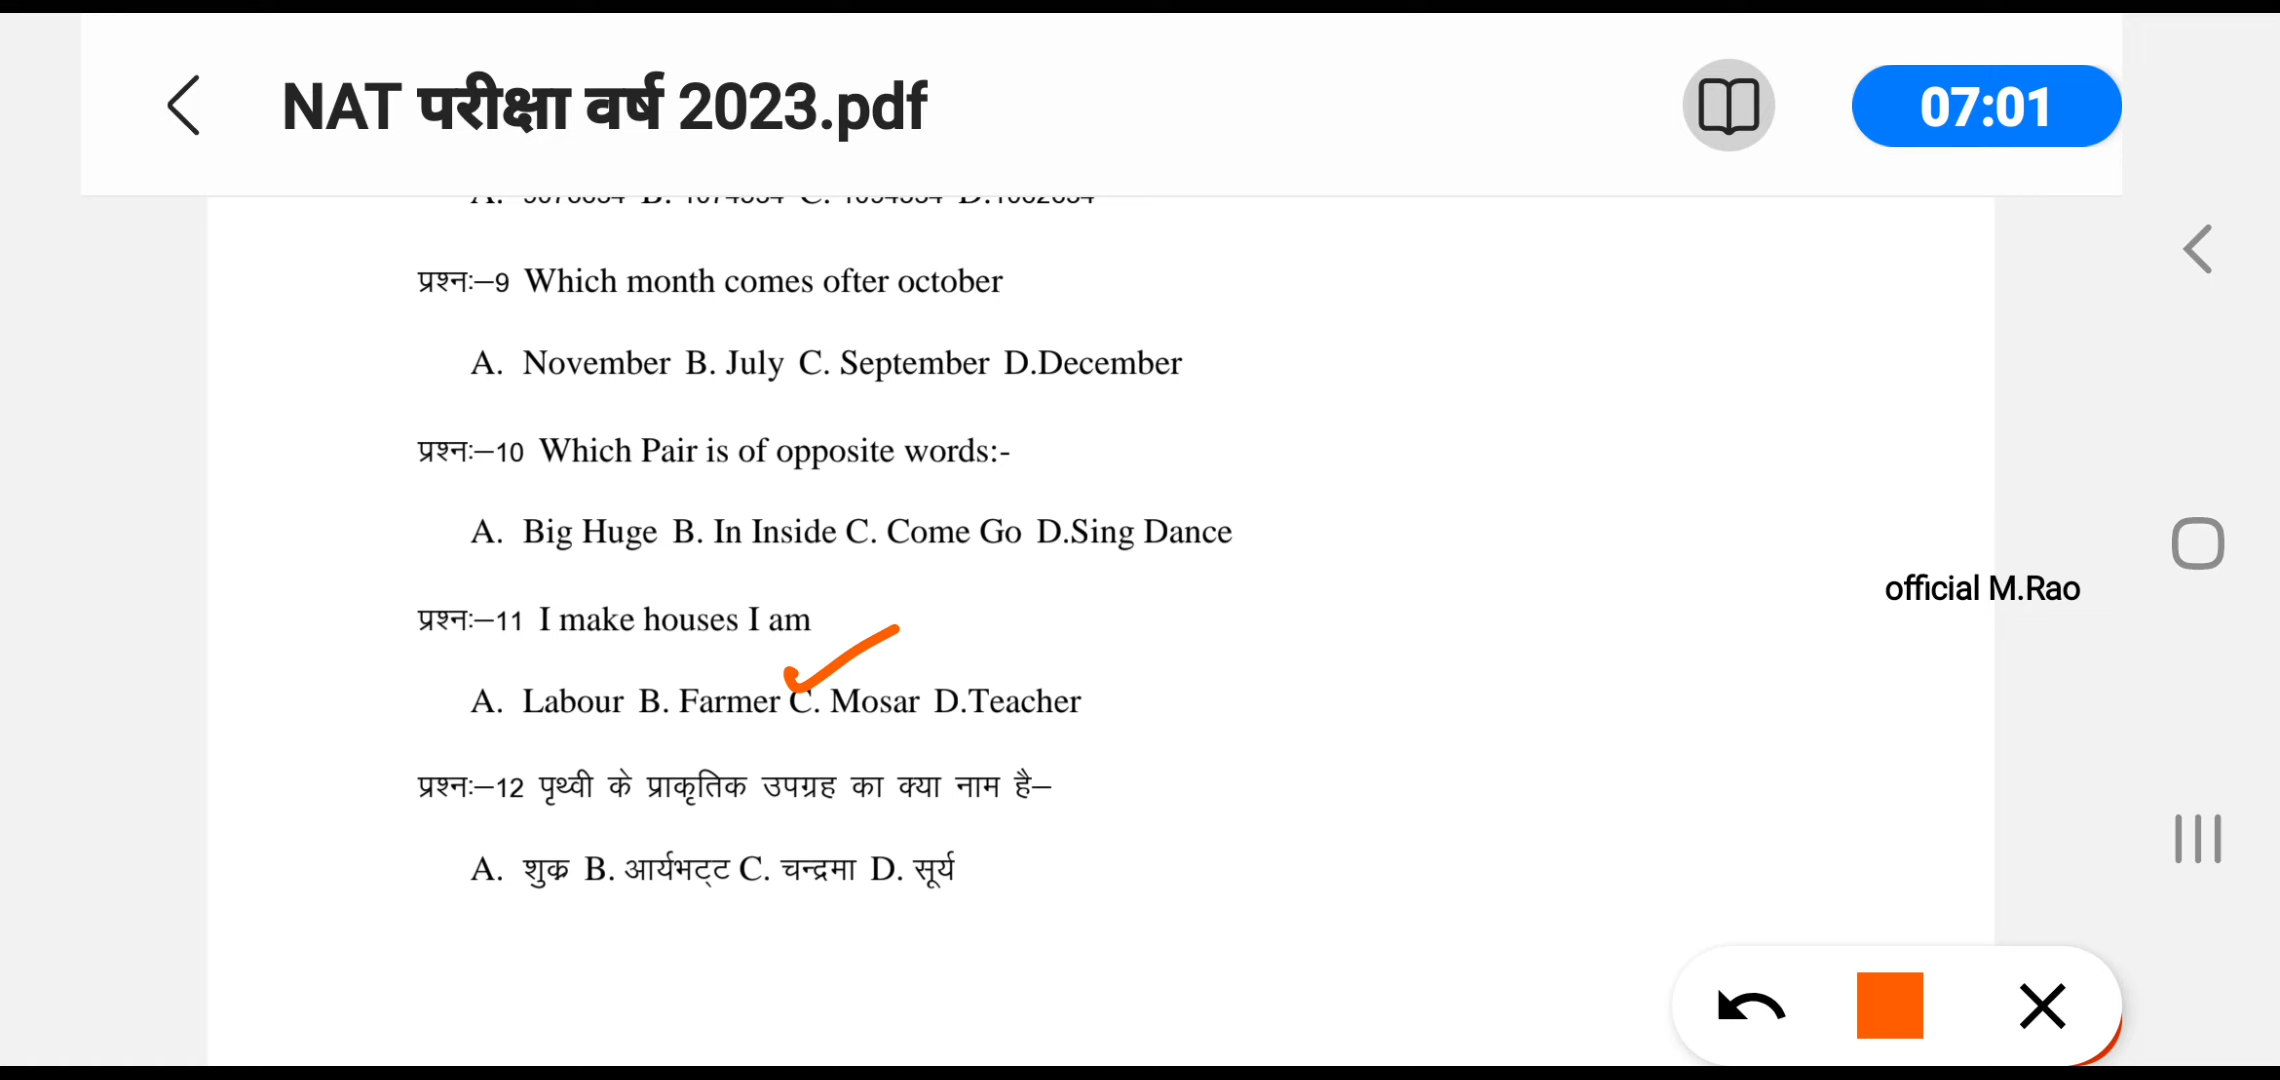 NAT परीक्षा वर्ष 2023.pdf
07:01
प्रश्नः–9 Which month comes ofter october
A. November B. July C. September D.December
प्रश्नः–10 Which Pair is of opposite words:-
A. Big Huge B. In Inside C. Come Go D.Sing Dance
official M.Rao
प्रश्नः–11 I make houses I am
A. Labour B. Farmer C. Mosar D.Teacher
प्रश्नः–12 पृथ्वी के प्राकृतिक उपग्रह का क्या नाम है–
A. शुक्र B. आर्यभट्ट C. चन्द्रमा D. सूर्य